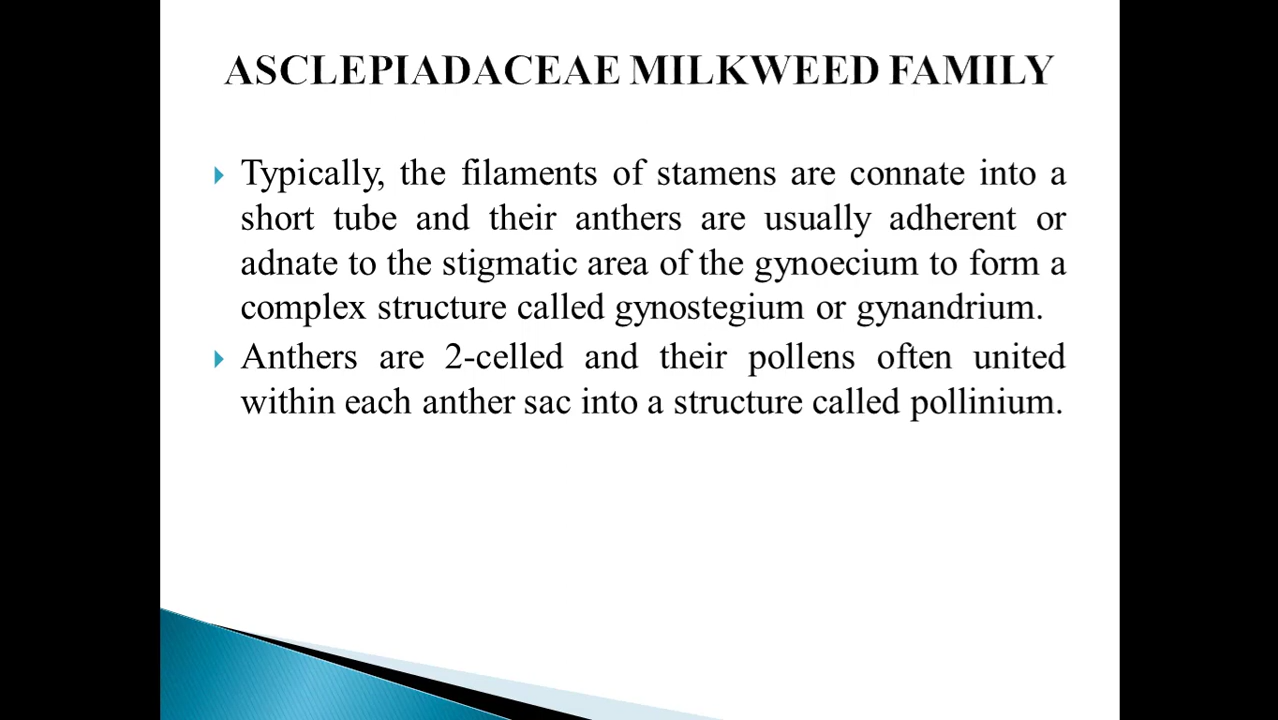 ASCLEPIADACEAE MILKWEED FAMILY
Typically, the filaments of stamens are connate into a
short tube and their anthers are usually adherent or
adnate to the stigmatic area of the gynoecium to form a
complex structure called gynostegium or gynandrium.
Anthers are 2-celled and their pollens often united
within each anther sac into a structure called pollinium.